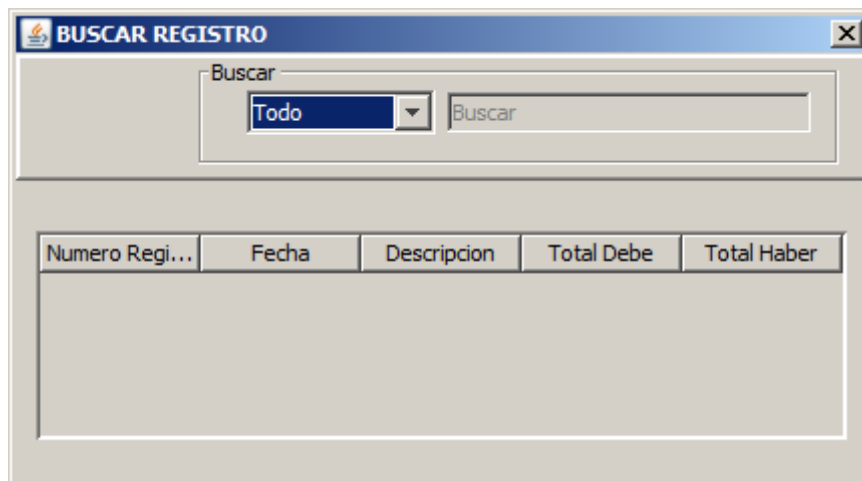 BUSCAR REGISTRO
Buscar
Todo Buscar
Numero Regi... Fecha Descripcion Total Debe Total Haber